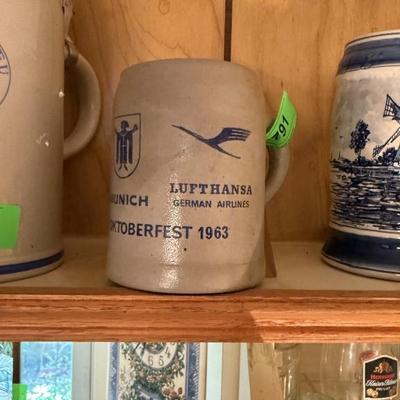 MUNICH
LUFTHANSA
GERMAN AIRLINES
OKTOBERFEST 1963
91